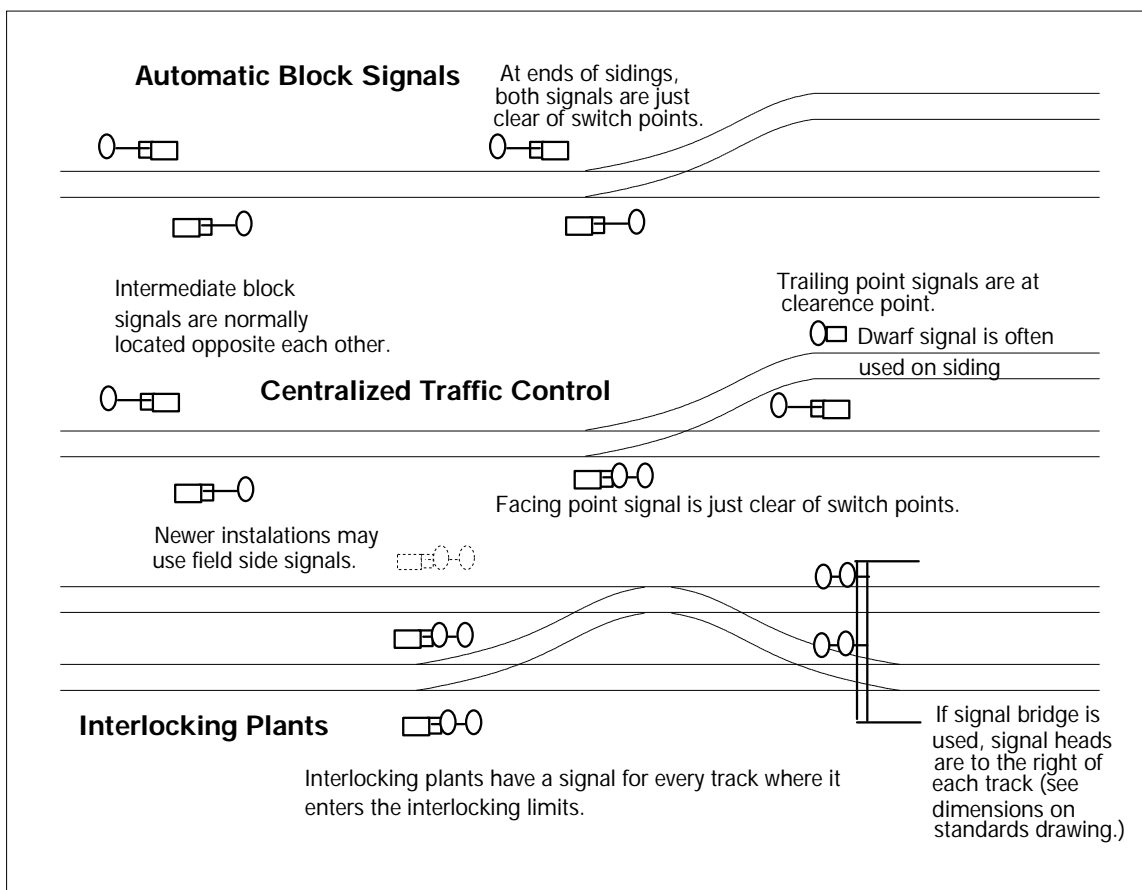 Automatic Block Signals
At ends of sidings,
both signals are just
clear of switch points.
Intermediate block
signals are normally
located opposite each other.
Trailing point signals are at
clearence point.
Dwarf signal is often
used on siding
Centralized Traffic Control
Facing point signal is just clear of switch points.
Newer instalations may
use field side signals.
Interlocking Plants
If signal bridge is
used, signal heads
are to the right of
each track (see
dimensions on
standards drawing.)
Interlocking plants have a signal for every track where it
enters the interlocking limits.